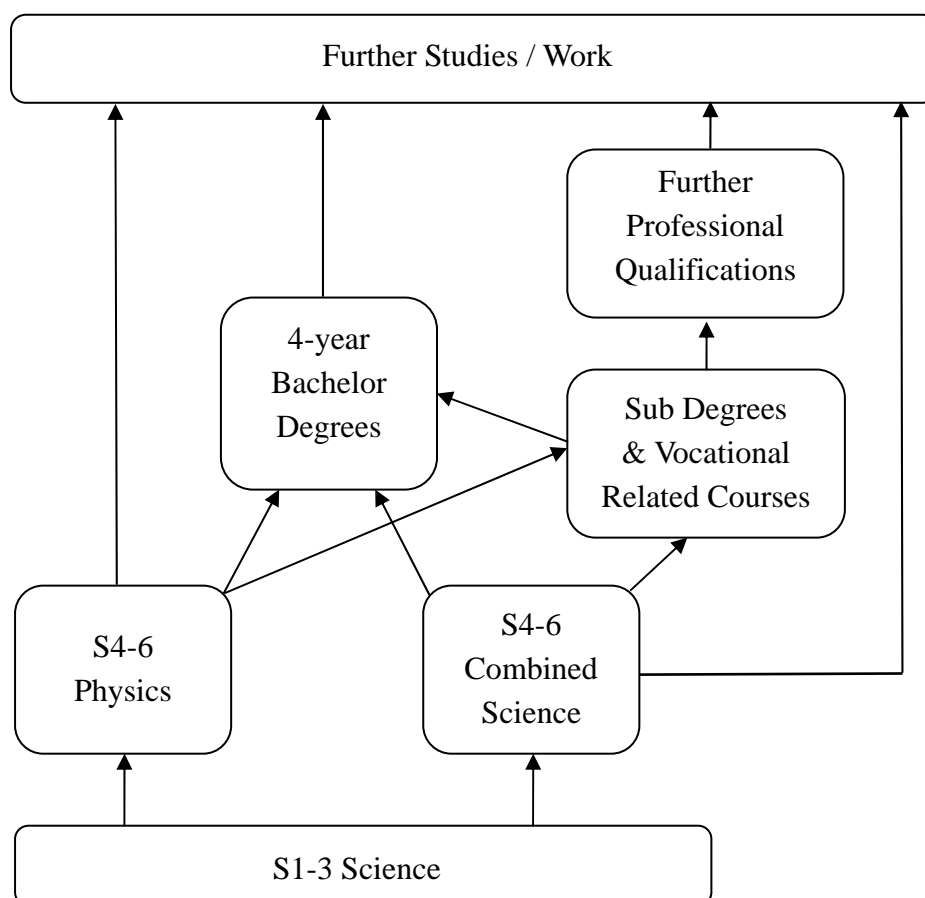 Further Studies / Work
Further
Professional
Qualifications
4-year
Bachelor
Degrees
Sub Degrees
& Vocational
Related Courses
S4-6
Physics
S4-6
Combined
Science
S1-3 Science